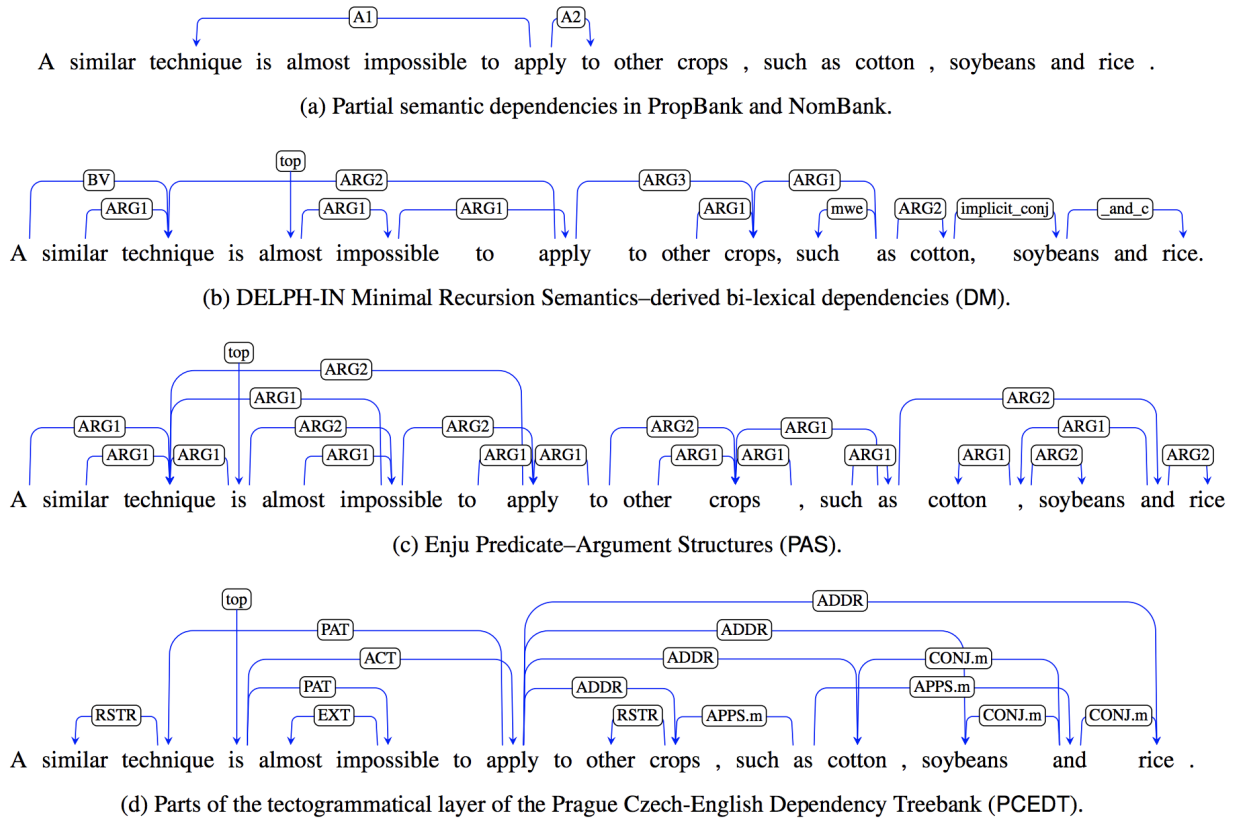 A1 A2
A similar technique is almost impossible to apply to other crops , such as cotton , soybeans and rice .
(a) Partial semantic dependencies in PropBank and NomBank.
top
BV ARG2 ARG3 ARG1
ARG1 ARG1 ARG1 ARG1 mwe ARG2 implicit_conj _and_c
A similar technique is almost impossible to apply to other crops, such as cotton, soybeans and rice.
(b) DELPH-IN Minimal Recursion Semantics–derived bi-lexical dependencies (DM).
top
ARG2
ARG1 ARG2
ARG1 ARG2 ARG2 ARG2 ARG1 ARG1
ARG1 ARG1 ARG1 ARG1 ARG1 ARG1 ARG1 ARG1 ARG1 ARG2 ARG2
A similar technique is almost impossible to apply to other crops , such as cotton , soybeans and rice
(c) Enju Predicate–Argument Structures (PAS).
top ADDR
PAT ADDR
ACT ADDR CONJ.m
PAT ADDR APPS.m
RSTR EXT RSTR APPS.m CONJ.m CONJ.m
A similar technique is almost impossible to apply to other crops , such as cotton , soybeans and rice .
(d) Parts of the tectogrammatical layer of the Prague Czech-English Dependency Treebank (PCEDT).